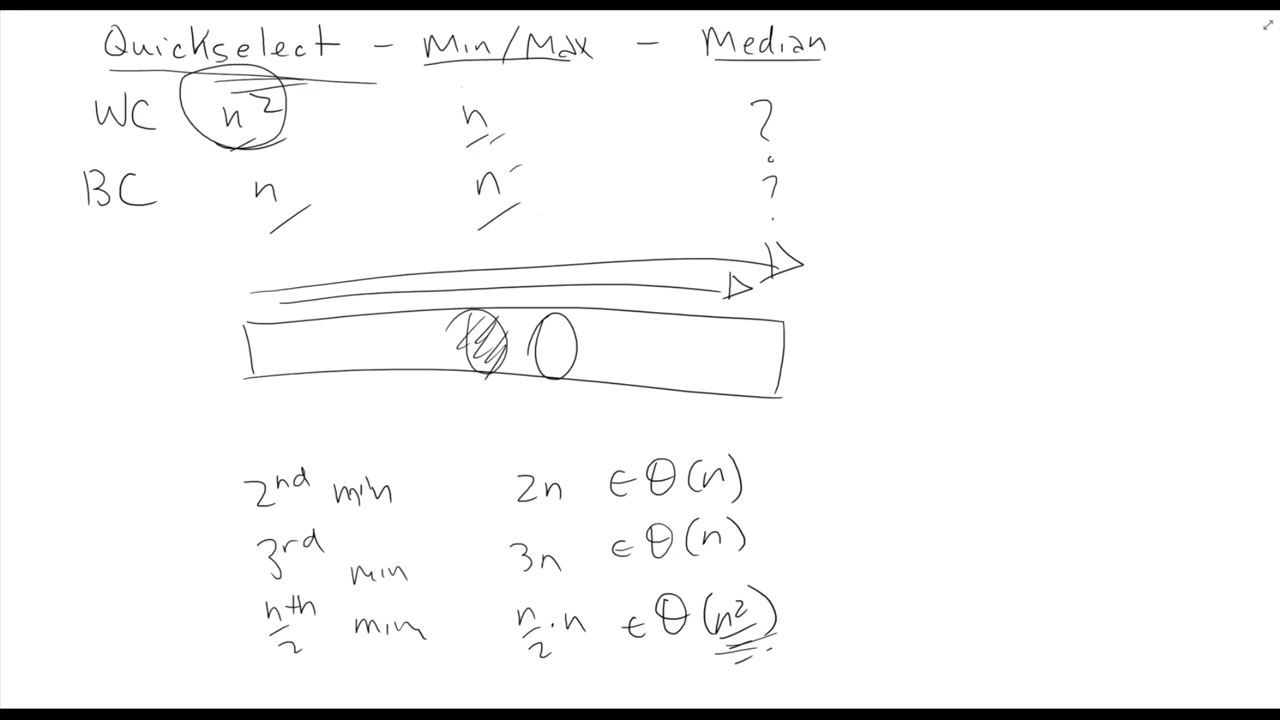 Quickselect - Min/Max - Median
WC n² n ?
BC n n ?
2nd min 2n ∈ Θ(n)
3rd min 3n ∈ Θ(n)
n/2th min n/2 · n ∈ Θ(n²)